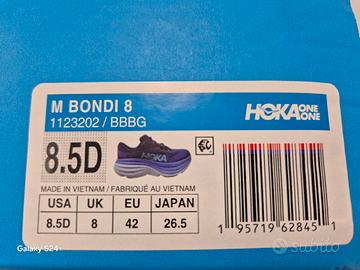 M BONDI 8
1123202 / BBBG
HOKA ONE ONE
8.5D
HOKA
MADE IN VIETNAM / FABRIQUÉ AU VIETNAM
USA UK EU JAPAN
8.5D 8 42 26.5
1 95719 62845 1
Galaxy S24+
subito